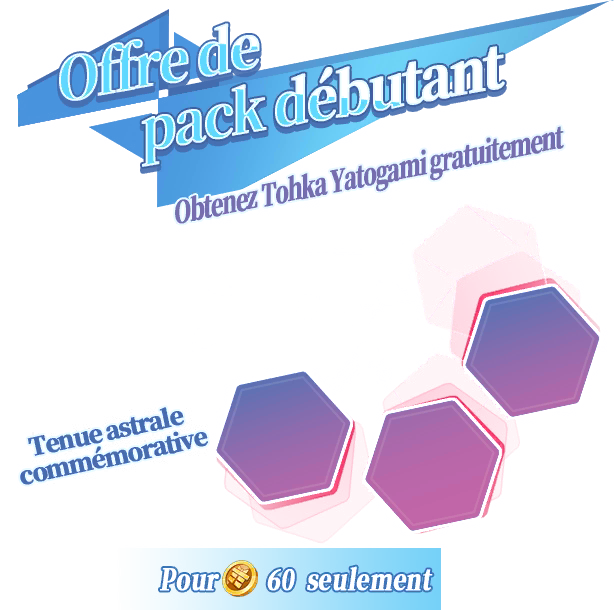 Offre de
pack débutant
Obtenez Tohka Yatogami gratuitement
Tenue astrale
commémorative
Pour 60 seulement